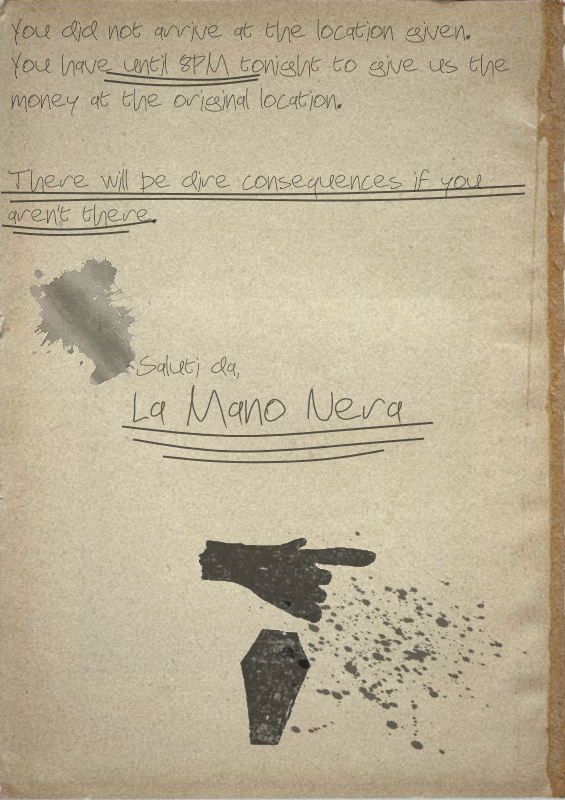 You did not arrive at the location given.
You have until 8PM tonight to give us the
money at the original location.
There will be dire consequences if you
aren't there.
Saluti da,
La Mano Nera